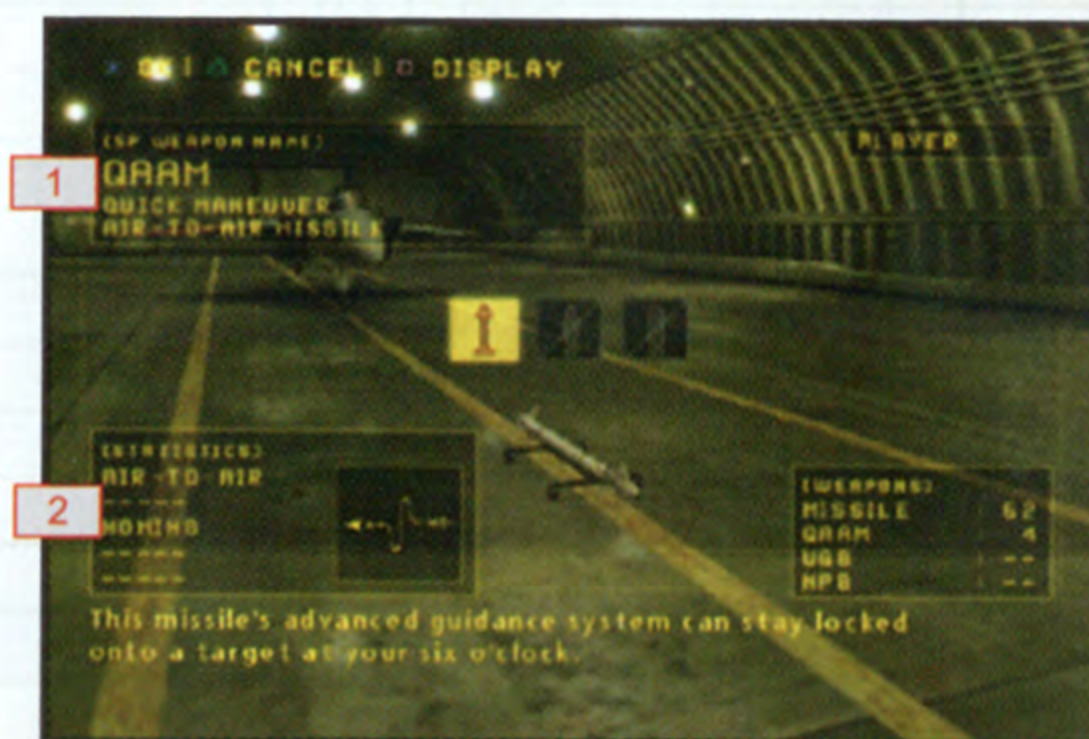 GO | CANCEL | DISPLAY
(SP WEAPON NAME)
PLAYER
1
QAAM
QUICK MANEUVER
AIR-TO-AIR MISSILE
(STATISTICS)
AIR-TO-AIR
-----
2
HOMING
-----
-----
(WEAPONS)
MISSILE | 62
QAAM 4
UGB | --
NPB | --
This missile's advanced guidance system can stay locked
onto a target at your six o'clock.